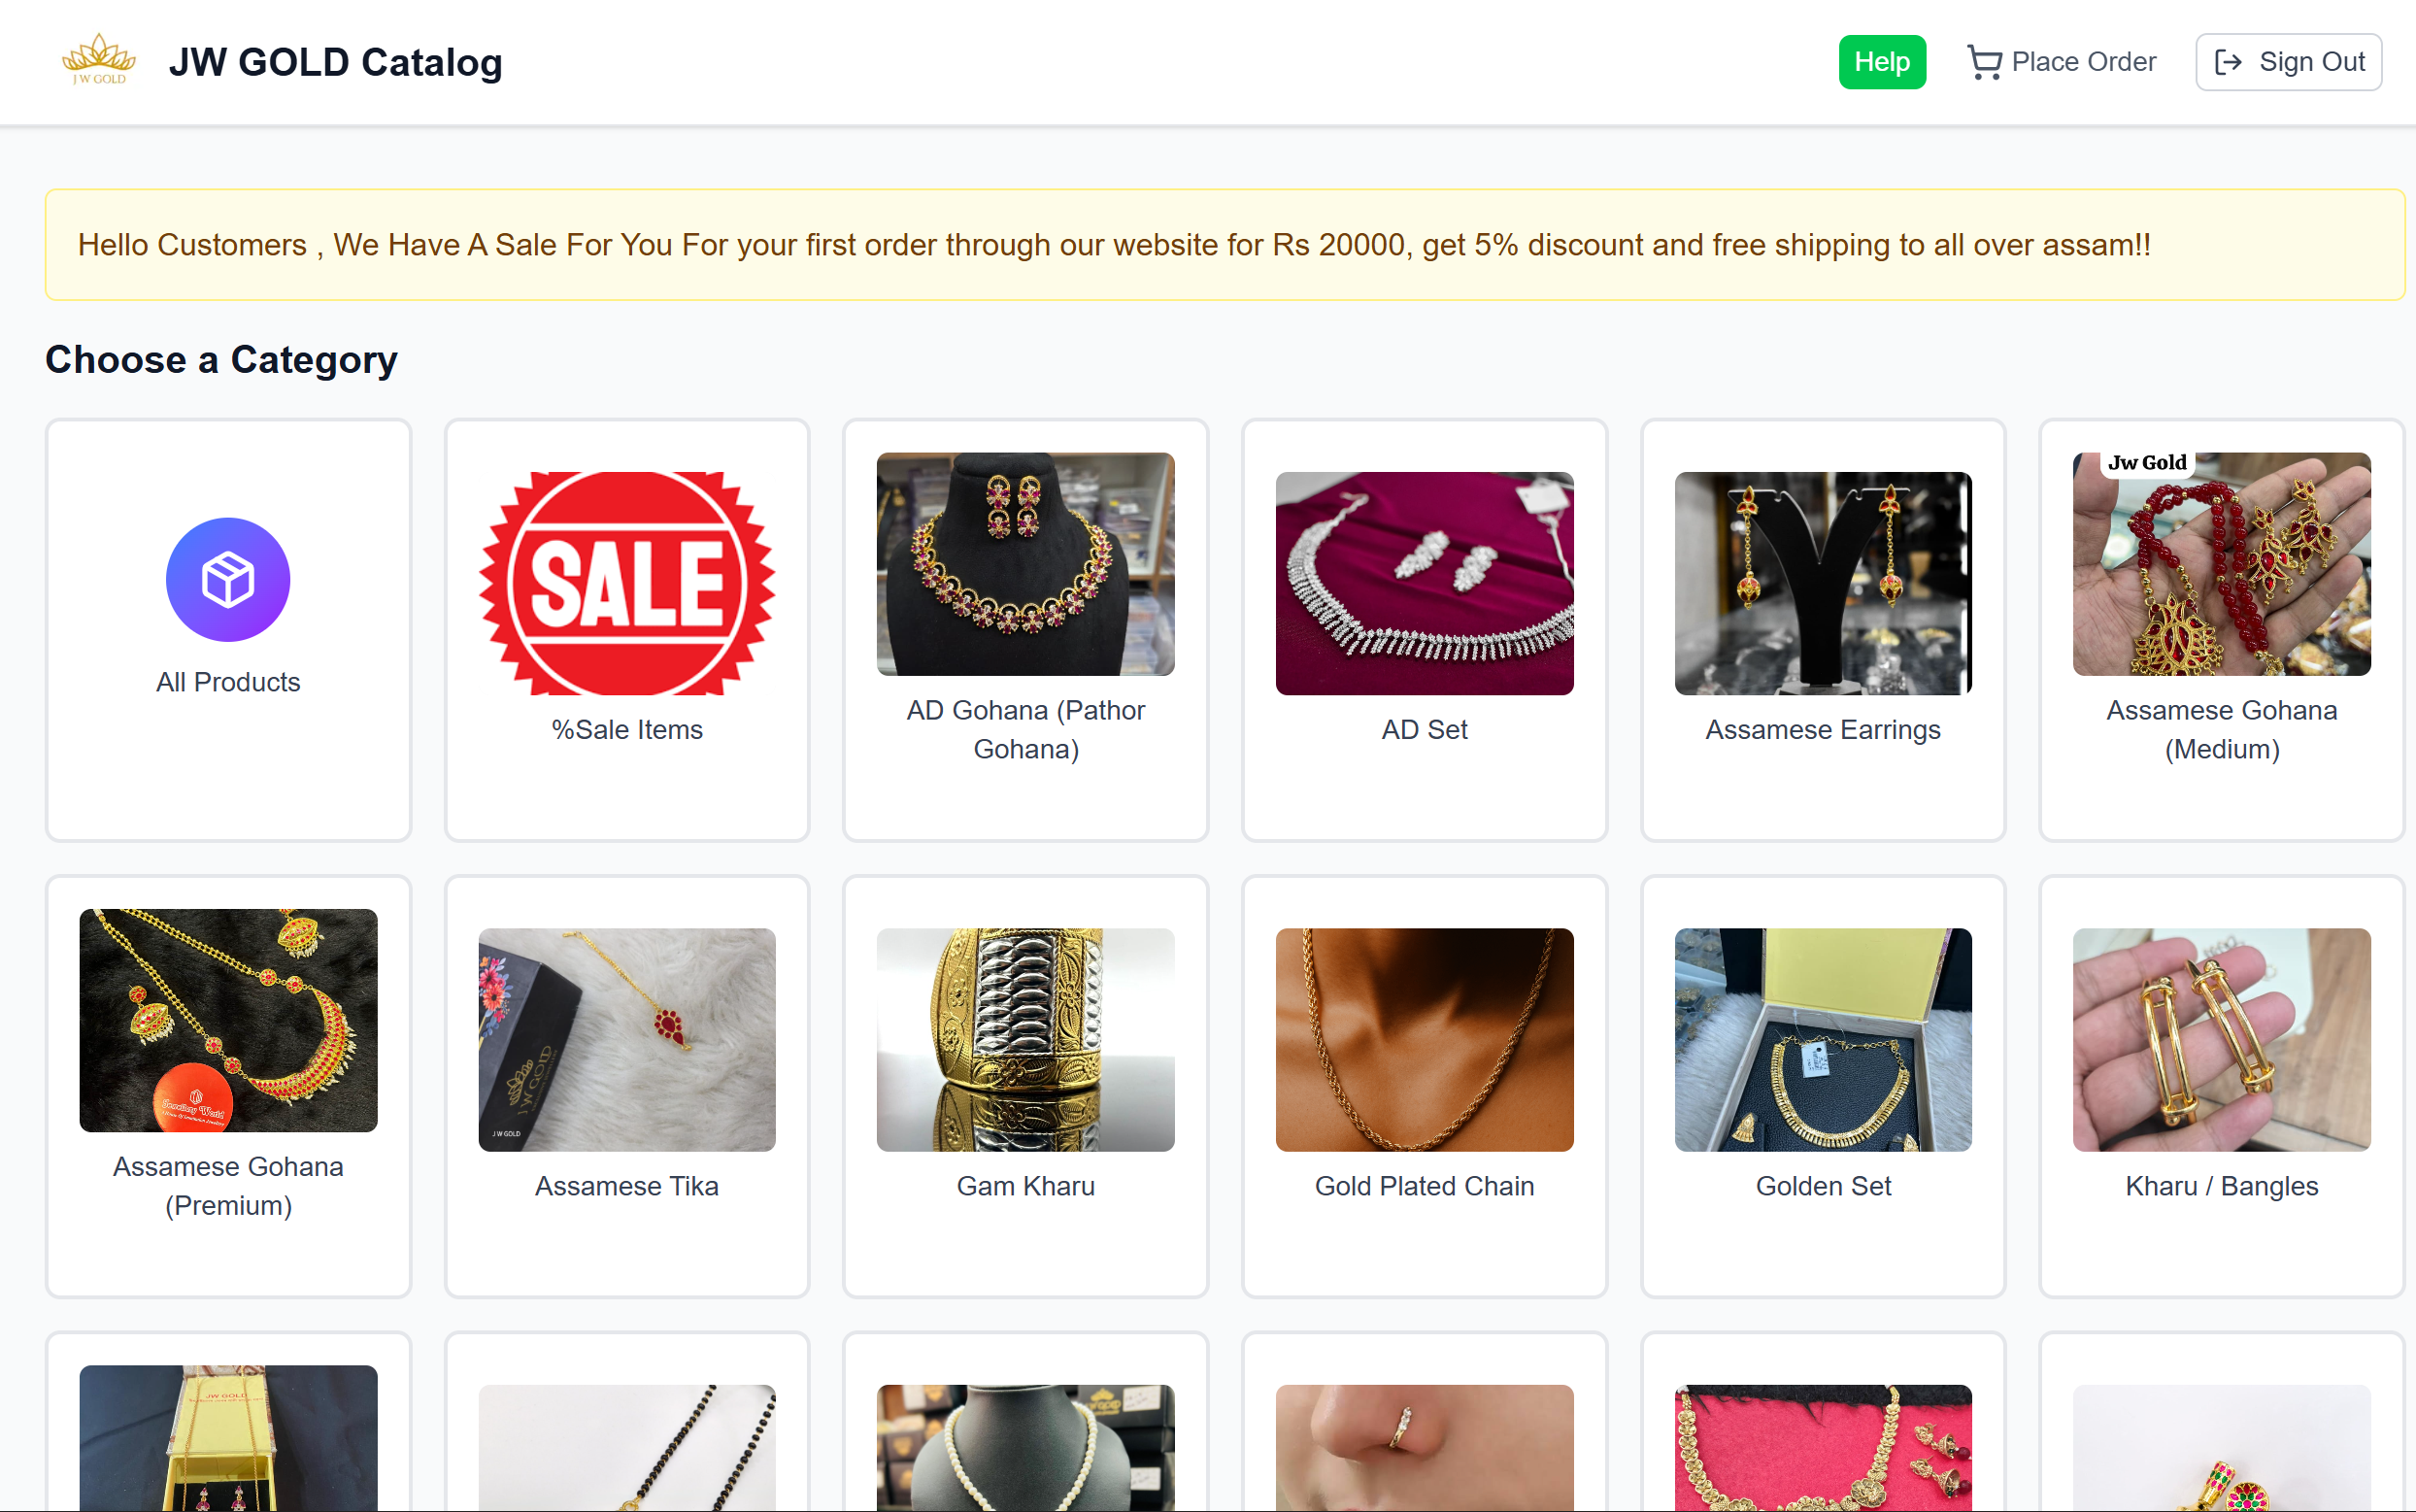 J W GOLD
JW GOLD Catalog
Help
Place Order
Sign Out
Hello Customers , We Have A Sale For You For your first order through our website for Rs 20000, get 5% discount and free shipping to all over assam!!
Choose a Category
All Products
SALE
%Sale Items
AD Gohana (Pathor
Gohana)
AD Set
Assamese Earrings
Jw Gold
Assamese Gohana
(Medium)
Jewellery World
Assamese Gohana
(Premium)
J W GOLD
J W GOLD
Assamese Tika
Gam Kharu
Gold Plated Chain
Golden Set
Kharu / Bangles
JW GOLD